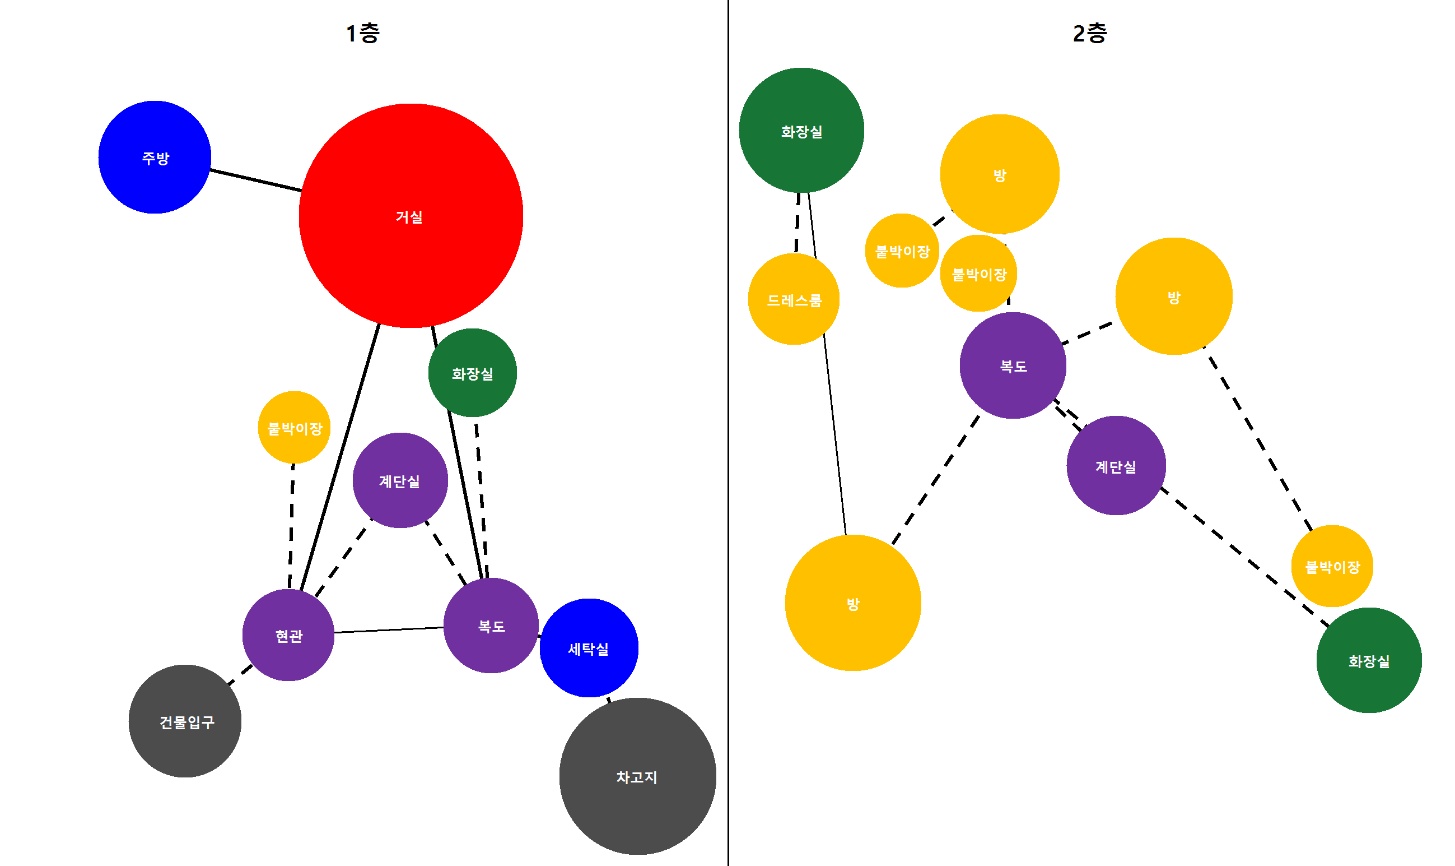 1층
주방
거실
화장실
붙박이장
계단실
현관
복도
세탁실
건물입구
차고지
2층
화장실
방
붙박이장
붙박이장
드레스룸
방
복도
계단실
붙박이장
방
화장실